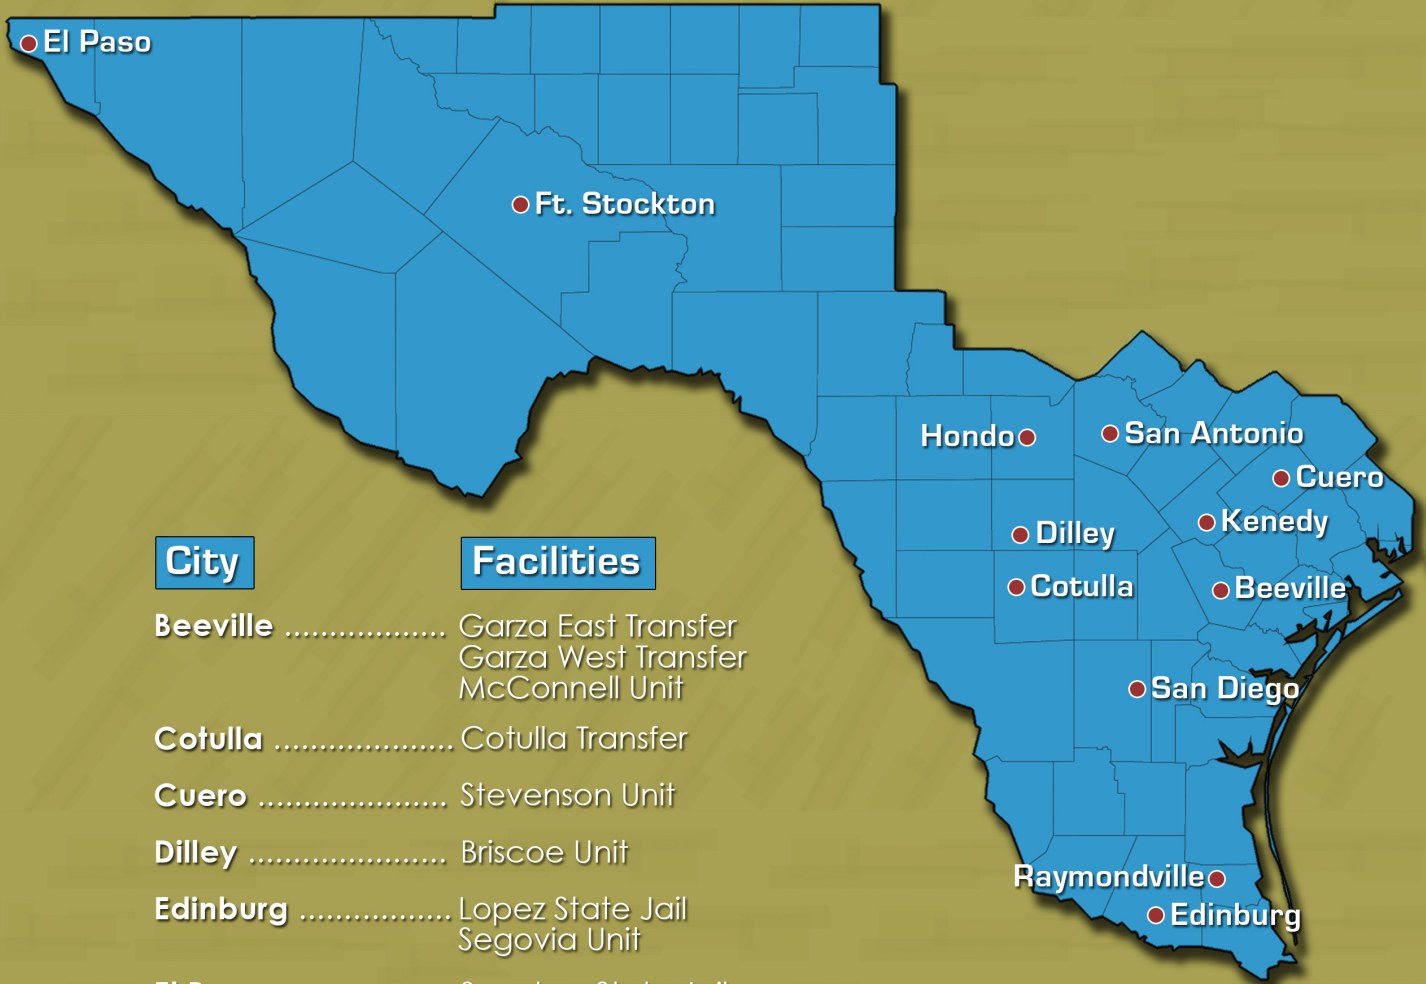 El Paso
Ft. Stockton
Hondo
San Antonio
Cuero
Kenedy
Dilley
Cotulla
Beeville
San Diego
Raymondville
Edinburg
City Facilities
Beeville .................. Garza East Transfer
Garza West Transfer
McConnell Unit
Cotulla .................... Cotulla Transfer
Cuero ..................... Stevenson Unit
Dilley ...................... Briscoe Unit
Edinburg ................. Lopez State Jail
Segovia Unit